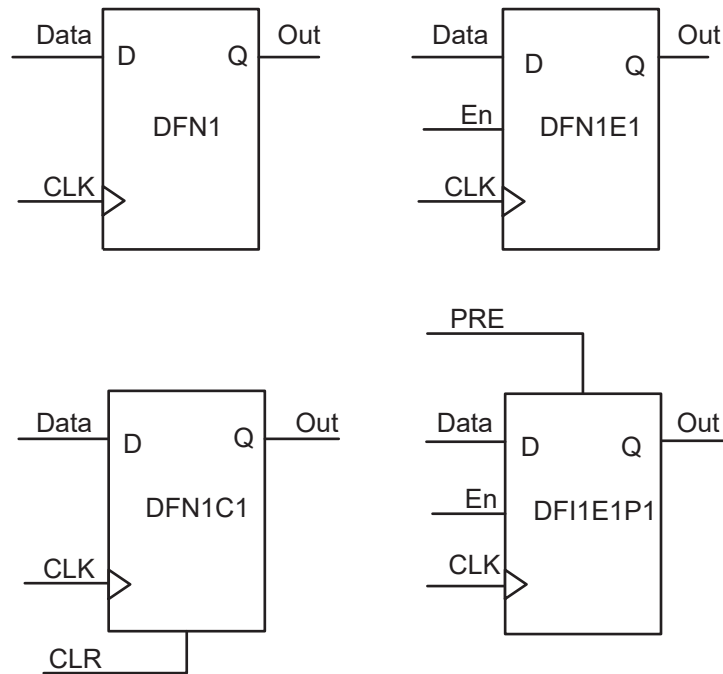 Data
D
Q
Out
DFN1
CLK
Data
D
Q
Out
En
DFN1E1
CLK
Data
D
Q
Out
DFN1C1
CLK
CLR
PRE
Data
D
Q
Out
En
DFI1E1P1
CLK